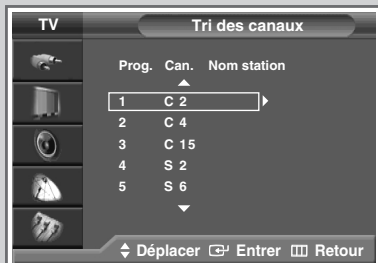 TV
Tri des canaux
Prog. Can. Nom station
1 C 2
2 C 4
3 C 15
4 S 2
5 S 6
Déplacer Entrer Retour